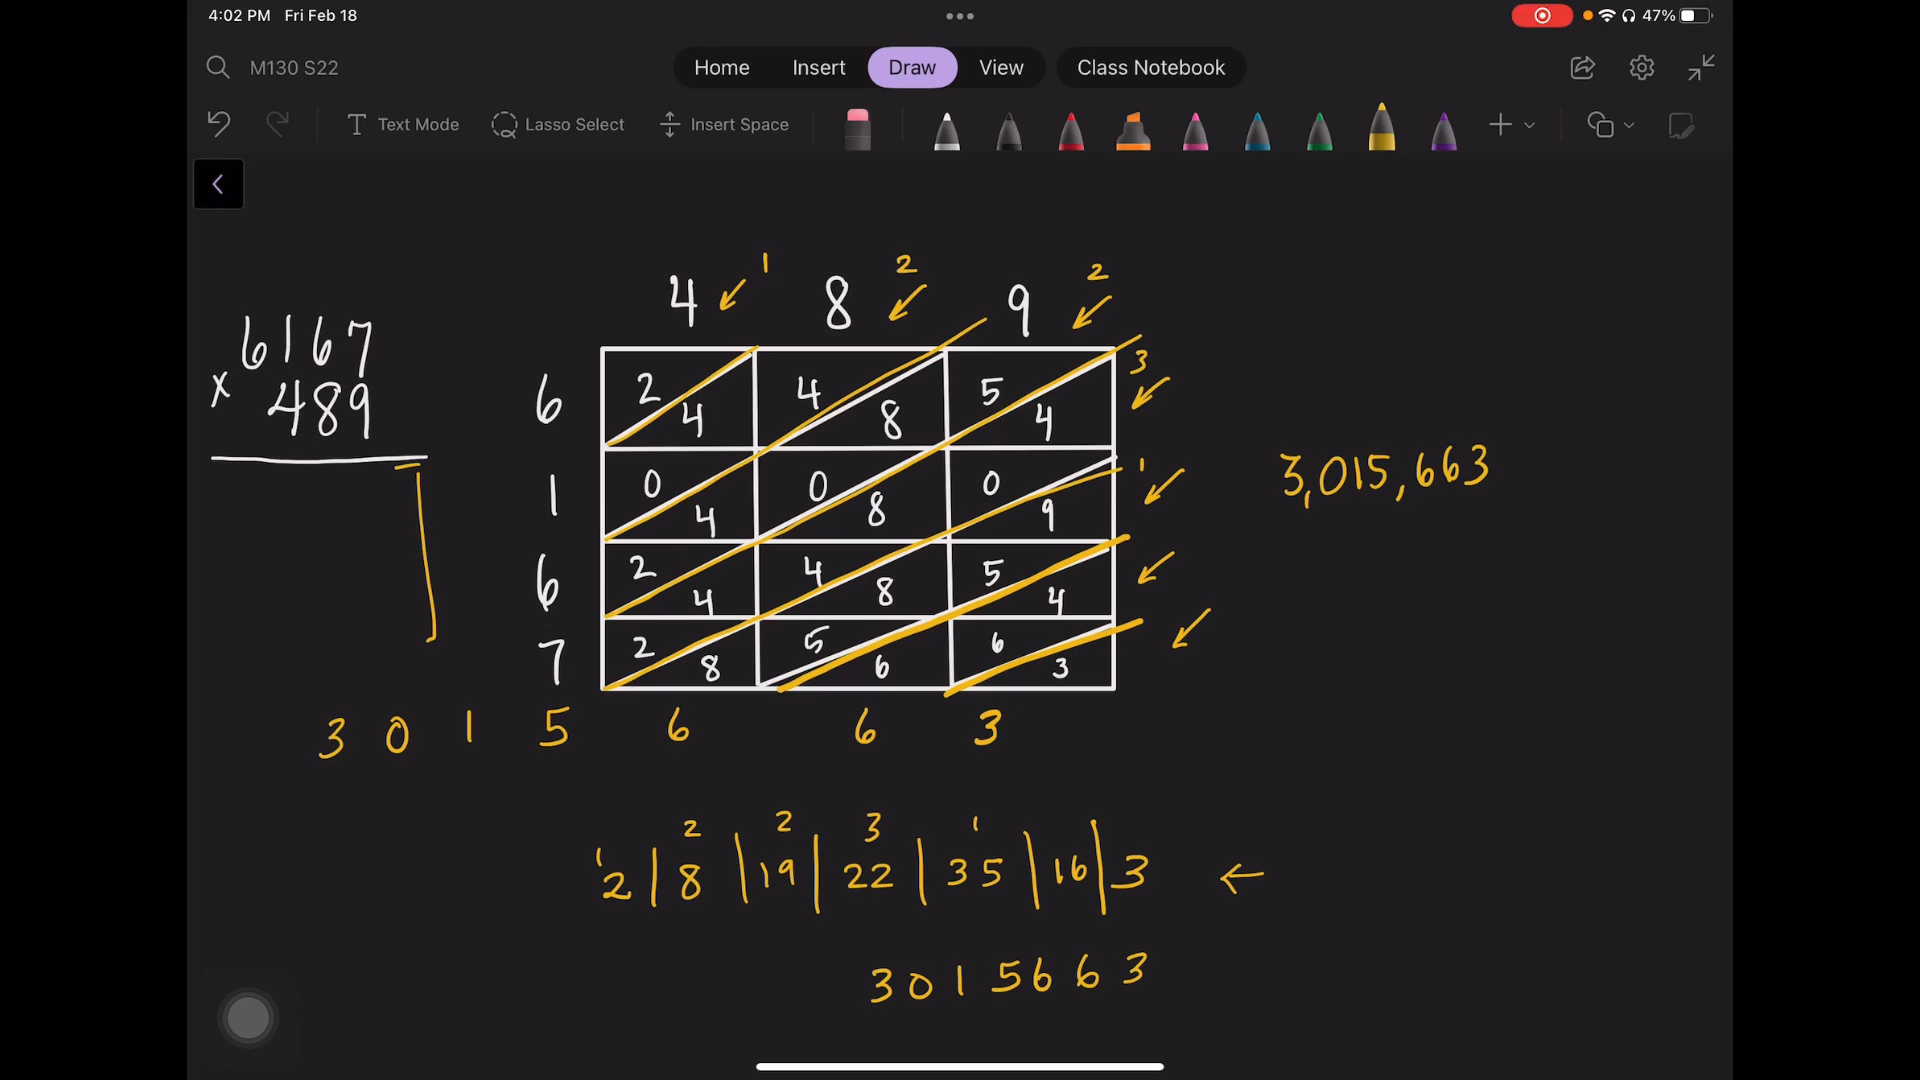 4:02 PM Fri Feb 18
47%
M130 S22
Home Insert Draw View Class Notebook
Text Mode Lasso Select Insert Space
1 2 2
4 8 9
6167
x 489
3
6 2 4 4 8 5 4
1
1 0 4 0 8 0 9
3,015,663
6 2 4 4 8 5 4
7 2 8 5 6 6 3
3 0 1 5 6 6 3
1 2 2 3 1
2 | 8 | 19 | 22 | 35 | 16 | 3 ←
3 0 1 5 6 6 3